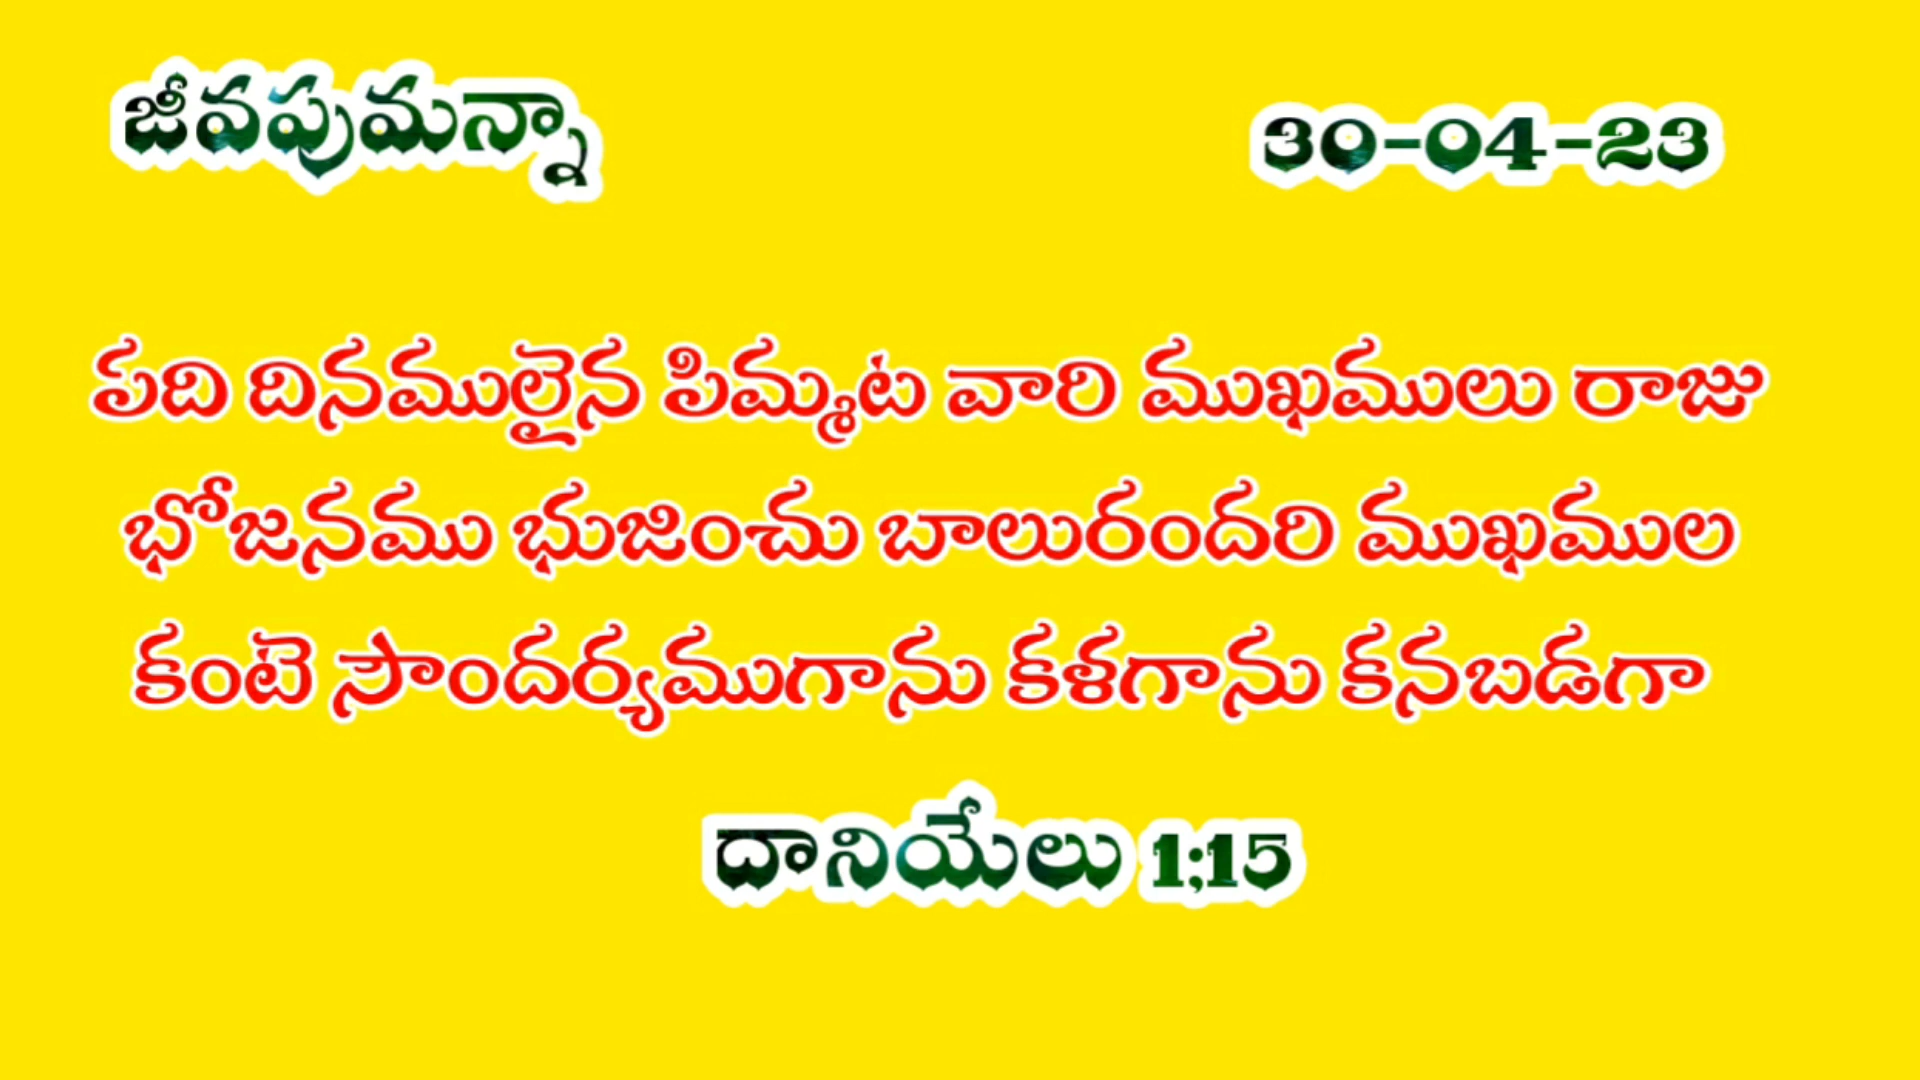 జీవపుమన్నా
30-04-23
పది దినములైన పిమ్మట వారి ముఖములు రాజు
భోజనము భుజించు బాలురందరి ముఖముల
కంటె సౌందర్యముగాను కళగాను కనబడగా
దానియేలు 1;15